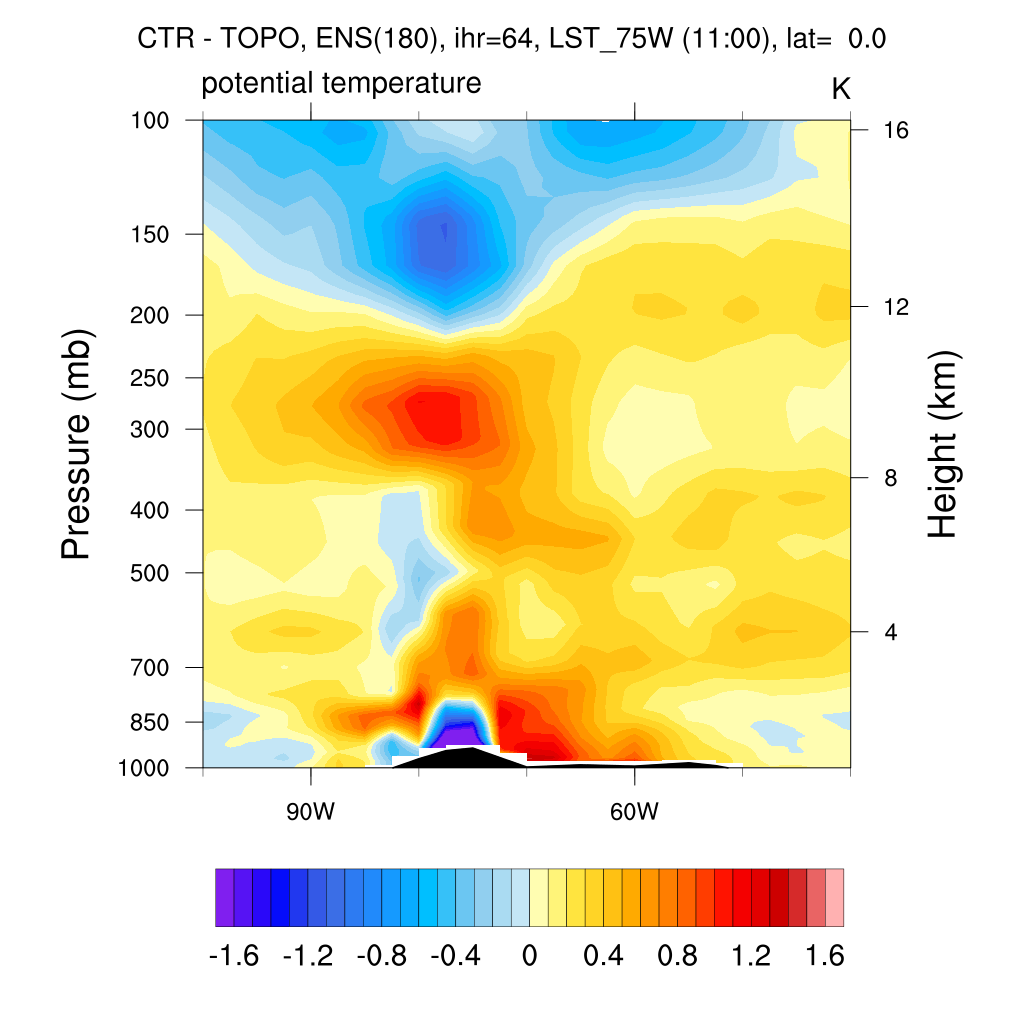 CTR - TOPO, ENS(180), ihr=64, LST_75W (11:00), lat=  0.0
potential temperature
K
100
150
200
250
300
400
500
700
850
1000
Pressure (mb)
16
12
8
4
Height (km)
90W
60W
-1.6 -1.2 -0.8 -0.4 0 0.4 0.8 1.2 1.6